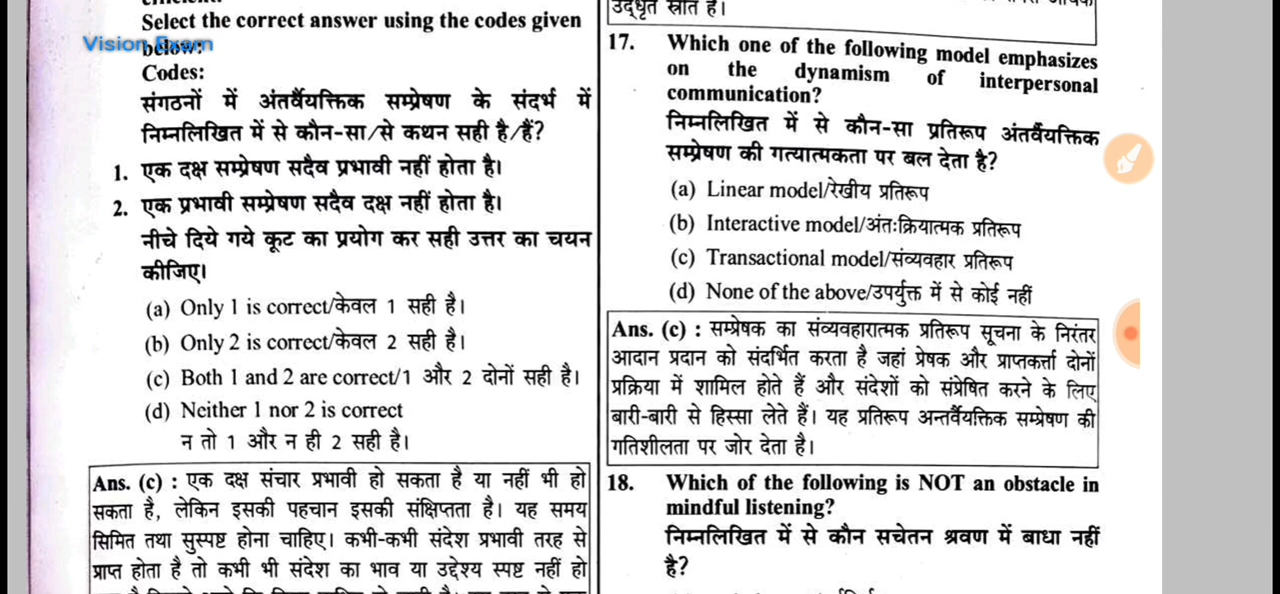 Select the correct answer using the codes given
below:
Vision Exam
Codes:
संगठनों में अंतर्वैयक्तिक सम्प्रेषण के संदर्भ में
निम्नलिखित में से कौन-सा/से कथन सही है/हैं?
1. एक दक्ष सम्प्रेषण सदैव प्रभावी नहीं होता है।
2. एक प्रभावी सम्प्रेषण सदैव दक्ष नहीं होता है।
नीचे दिये गये कूट का प्रयोग कर सही उत्तर का चयन
कीजिए।
(a) Only 1 is correct/केवल 1 सही है।
(b) Only 2 is correct/केवल 2 सही है।
(c) Both 1 and 2 are correct/1 और 2 दोनों सही है।
(d) Neither 1 nor 2 is correct
न तो 1 और न ही 2 सही है।
Ans. (c) : एक दक्ष संचार प्रभावी हो सकता है या नहीं भी हो
सकता है, लेकिन इसकी पहचान इसकी संक्षिप्तता है। यह समय
सिमित तथा सुस्पष्ट होना चाहिए। कभी-कभी संदेश प्रभावी तरह से
प्राप्त होता है तो कभी भी संदेश का भाव या उद्देश्य स्पष्ट नहीं हो
उद्धृत स्रोत है।
17. Which one of the following model emphasizes
on the dynamism of interpersonal
communication?
निम्नलिखित में से कौन-सा प्रतिरूप अंतर्वैयक्तिक
सम्प्रेषण की गत्यात्मकता पर बल देता है?
(a) Linear model/रेखीय प्रतिरूप
(b) Interactive model/अंतःक्रियात्मक प्रतिरूप
(c) Transactional model/संव्यवहार प्रतिरूप
(d) None of the above/उपर्युक्त में से कोई नहीं
Ans. (c) : सम्प्रेषक का संव्यवहारात्मक प्रतिरूप सूचना के निरंतर
आदान प्रदान को संदर्भित करता है जहां प्रेषक और प्राप्तकर्त्ता दोनों
प्रक्रिया में शामिल होते हैं और संदेशों को संप्रेषित करने के लिए
बारी-बारी से हिस्सा लेते हैं। यह प्रतिरूप अन्तर्वैयक्तिक सम्प्रेषण की
गतिशीलता पर जोर देता है।
18. Which of the following is NOT an obstacle in
mindful listening?
निम्नलिखित में से कौन सचेतन श्रवण में बाधा नहीं
है?